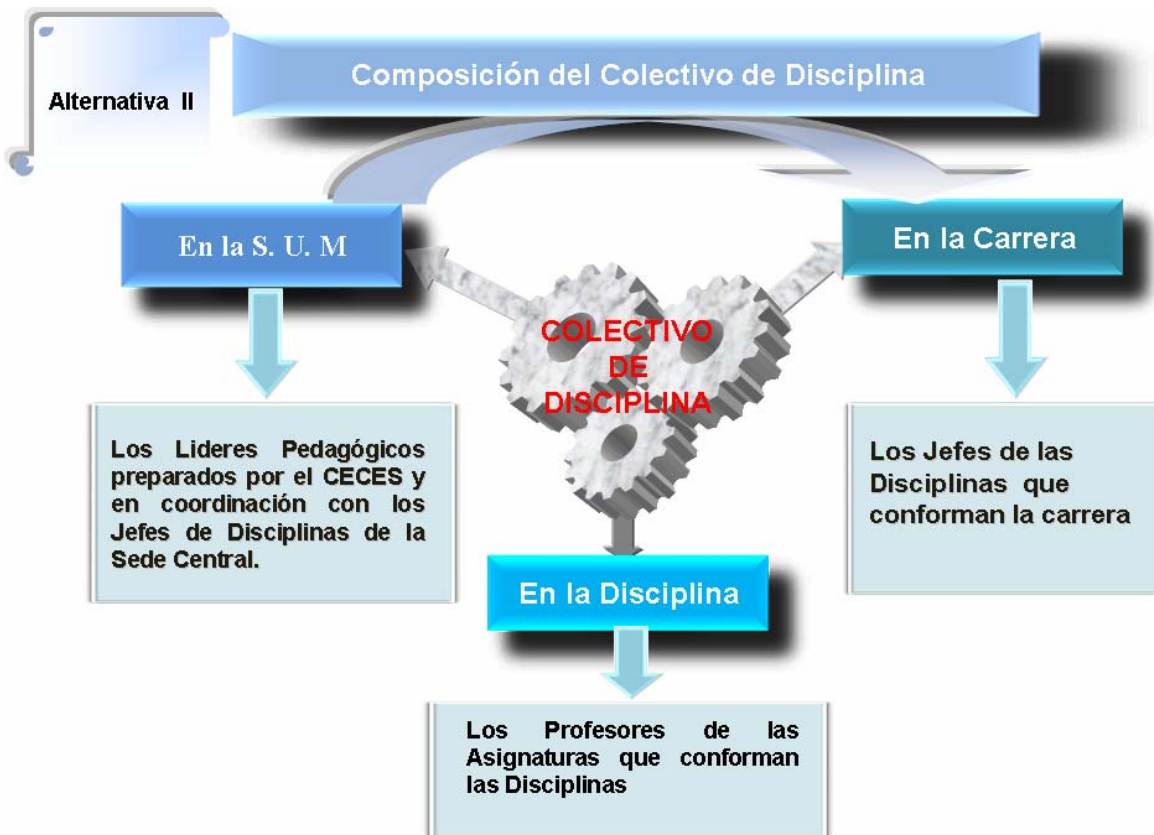 Alternativa II
Composición del Colectivo de Disciplina
En la S. U. M
En la Carrera
COLECTIVO
DE
DISCIPLINA
Los Lideres Pedagógicos
preparados por el CECES y
en coordinación con los
Jefes de Disciplinas de la
Sede Central.
Los Jefes de las
Disciplinas que
conforman la carrera
En la Disciplina
Los Profesores de las
Asignaturas que conforman
las Disciplinas